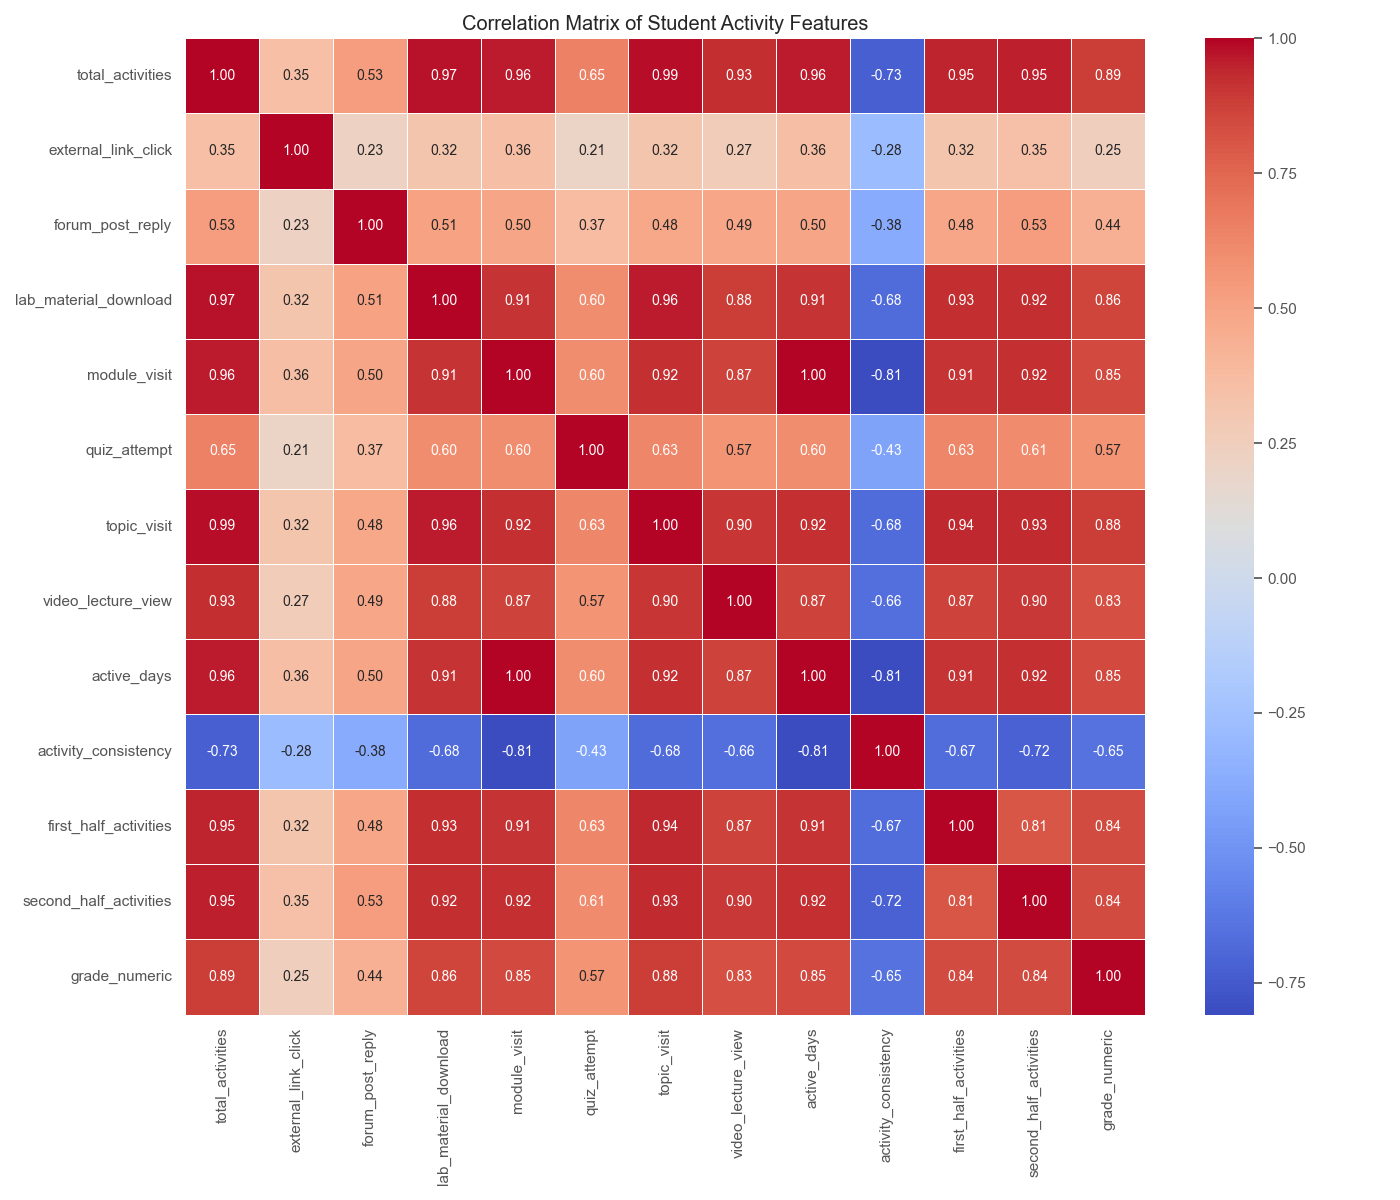 Correlation Matrix of Student Activity Features
total_activities 1.00 0.35 0.53 0.97 0.96 0.65 0.99 0.93 0.96 -0.73 0.95 0.95 0.89
external_link_click 0.35 1.00 0.23 0.32 0.36 0.21 0.32 0.27 0.36 -0.28 0.32 0.35 0.25
forum_post_reply 0.53 0.23 1.00 0.51 0.50 0.37 0.48 0.49 0.50 -0.38 0.48 0.53 0.44
lab_material_download 0.97 0.32 0.51 1.00 0.91 0.60 0.96 0.88 0.91 -0.68 0.93 0.92 0.86
module_visit 0.96 0.36 0.50 0.91 1.00 0.60 0.92 0.87 1.00 -0.81 0.91 0.92 0.85
quiz_attempt 0.65 0.21 0.37 0.60 0.60 1.00 0.63 0.57 0.60 -0.43 0.63 0.61 0.57
topic_visit 0.99 0.32 0.48 0.96 0.92 0.63 1.00 0.90 0.92 -0.68 0.94 0.93 0.88
video_lecture_view 0.93 0.27 0.49 0.88 0.87 0.57 0.90 1.00 0.87 -0.66 0.87 0.90 0.83
active_days 0.96 0.36 0.50 0.91 1.00 0.60 0.92 0.87 1.00 -0.81 0.91 0.92 0.85
activity_consistency -0.73 -0.28 -0.38 -0.68 -0.81 -0.43 -0.68 -0.66 -0.81 1.00 -0.67 -0.72 -0.65
first_half_activities 0.95 0.32 0.48 0.93 0.91 0.63 0.94 0.87 0.91 -0.67 1.00 0.81 0.84
second_half_activities 0.95 0.35 0.53 0.92 0.92 0.61 0.93 0.90 0.92 -0.72 0.81 1.00 0.84
grade_numeric 0.89 0.25 0.44 0.86 0.85 0.57 0.88 0.83 0.85 -0.65 0.84 0.84 1.00
total_activities
external_link_click
forum_post_reply
lab_material_download
module_visit
quiz_attempt
topic_visit
video_lecture_view
active_days
activity_consistency
first_half_activities
second_half_activities
grade_numeric
1.00
0.75
0.50
0.25
0.00
−0.25
−0.50
−0.75